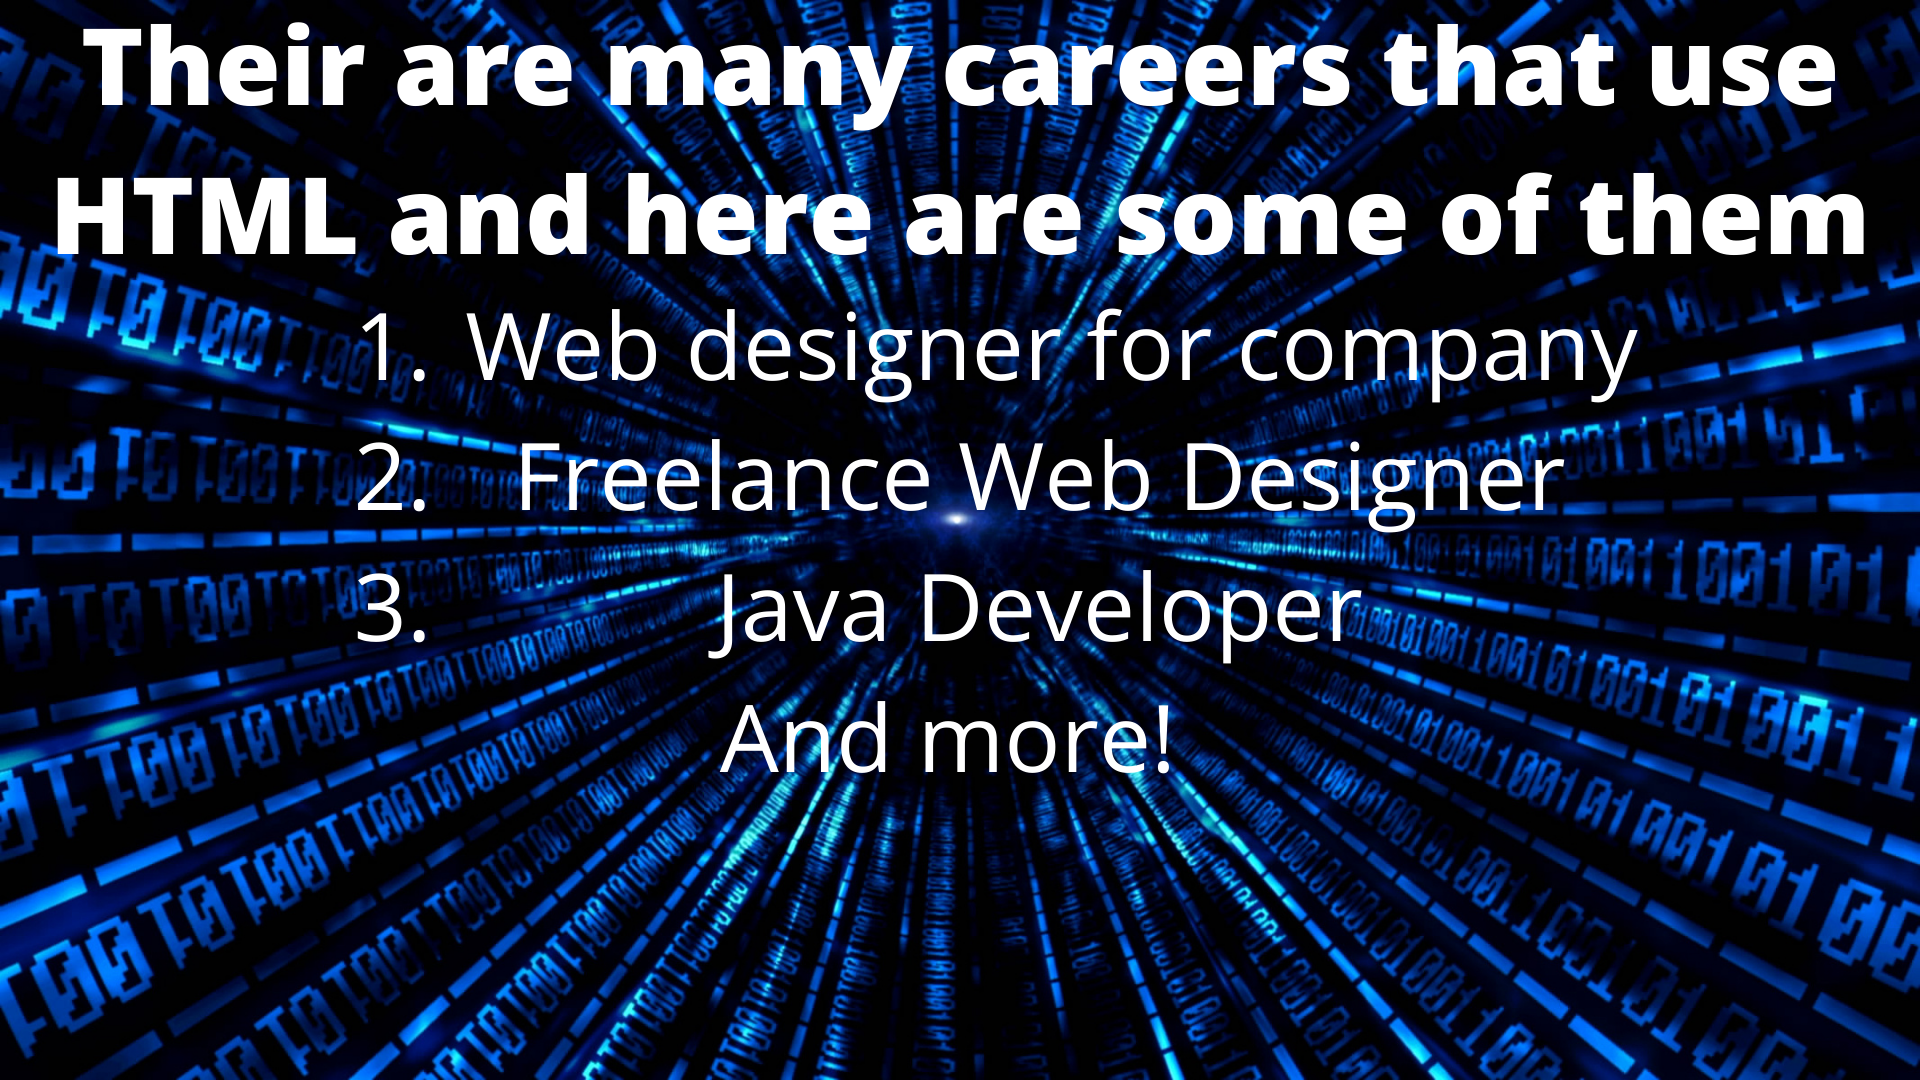 Their are many careers that use
HTML and here are some of them
1. Web designer for company
2. Freelance Web Designer
3. Java Developer
And more!